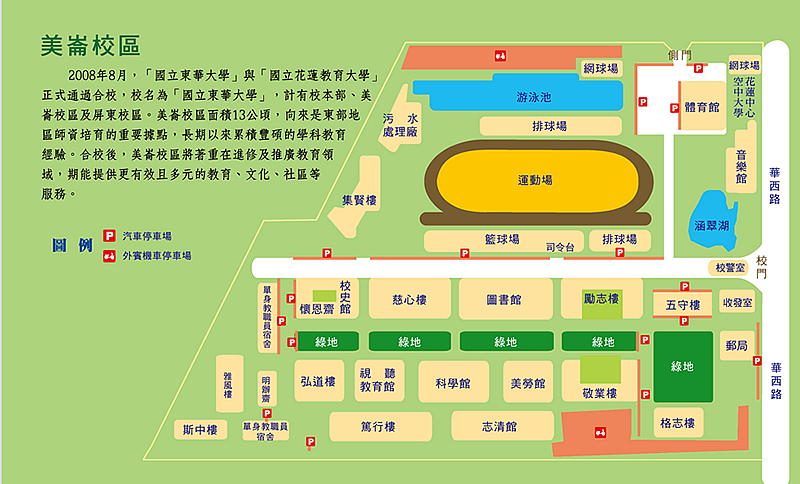 美崙校區
2008年8月，「國立東華大學」與「國立花蓮教育大學」
正式通過合校，校名為「國立東華大學」，計有校本部、美
崙校區及屏東校區。美崙校區面積13公頃，向來是東部地
區師資培育的重要據點，長期以來累積豐碩的學科教育
經驗。合校後，美崙校區將著重在進修及推廣教育領
域，期能提供更有效且多元的教育、文化、社區等
服務。
圖 例
P 汽車停車場
外賓機車停車場
側門
網球場
P
網球場
花蓮中心
空中大學
游泳池
P
P
體育館
污 水
處理廠
排球場
音樂館
運動場
華西路
集賢樓
涵翠湖
籃球場
司令台
排球場
P
P
P
校門
校警室
單身教職員宿舍
P
懷恩齋
校史館
慈心樓
圖書館
勵志樓
P
五守樓
P
收發室
P
綠地
綠地
綠地
綠地
P
綠地
郵局
P
華西路
雅風樓
明辦齋
弘道樓
視 聽
教育館
科學館
美勞館
敬業樓
P
P
斯中樓
單身教職員
宿舍
P
篤行樓
志清館
格志樓